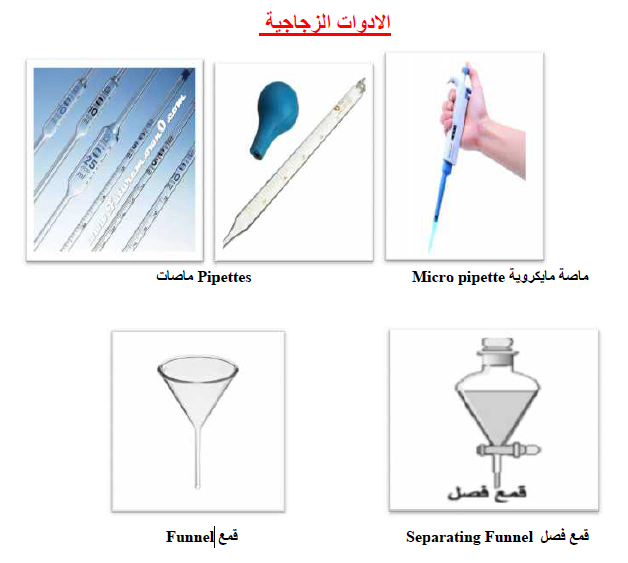 الادوات الزجاجية
ماصات Pipettes
ماصة مايكروية Micro pipette
قمع فصل
قمع Funnel
قمع فصل Separating Funnel